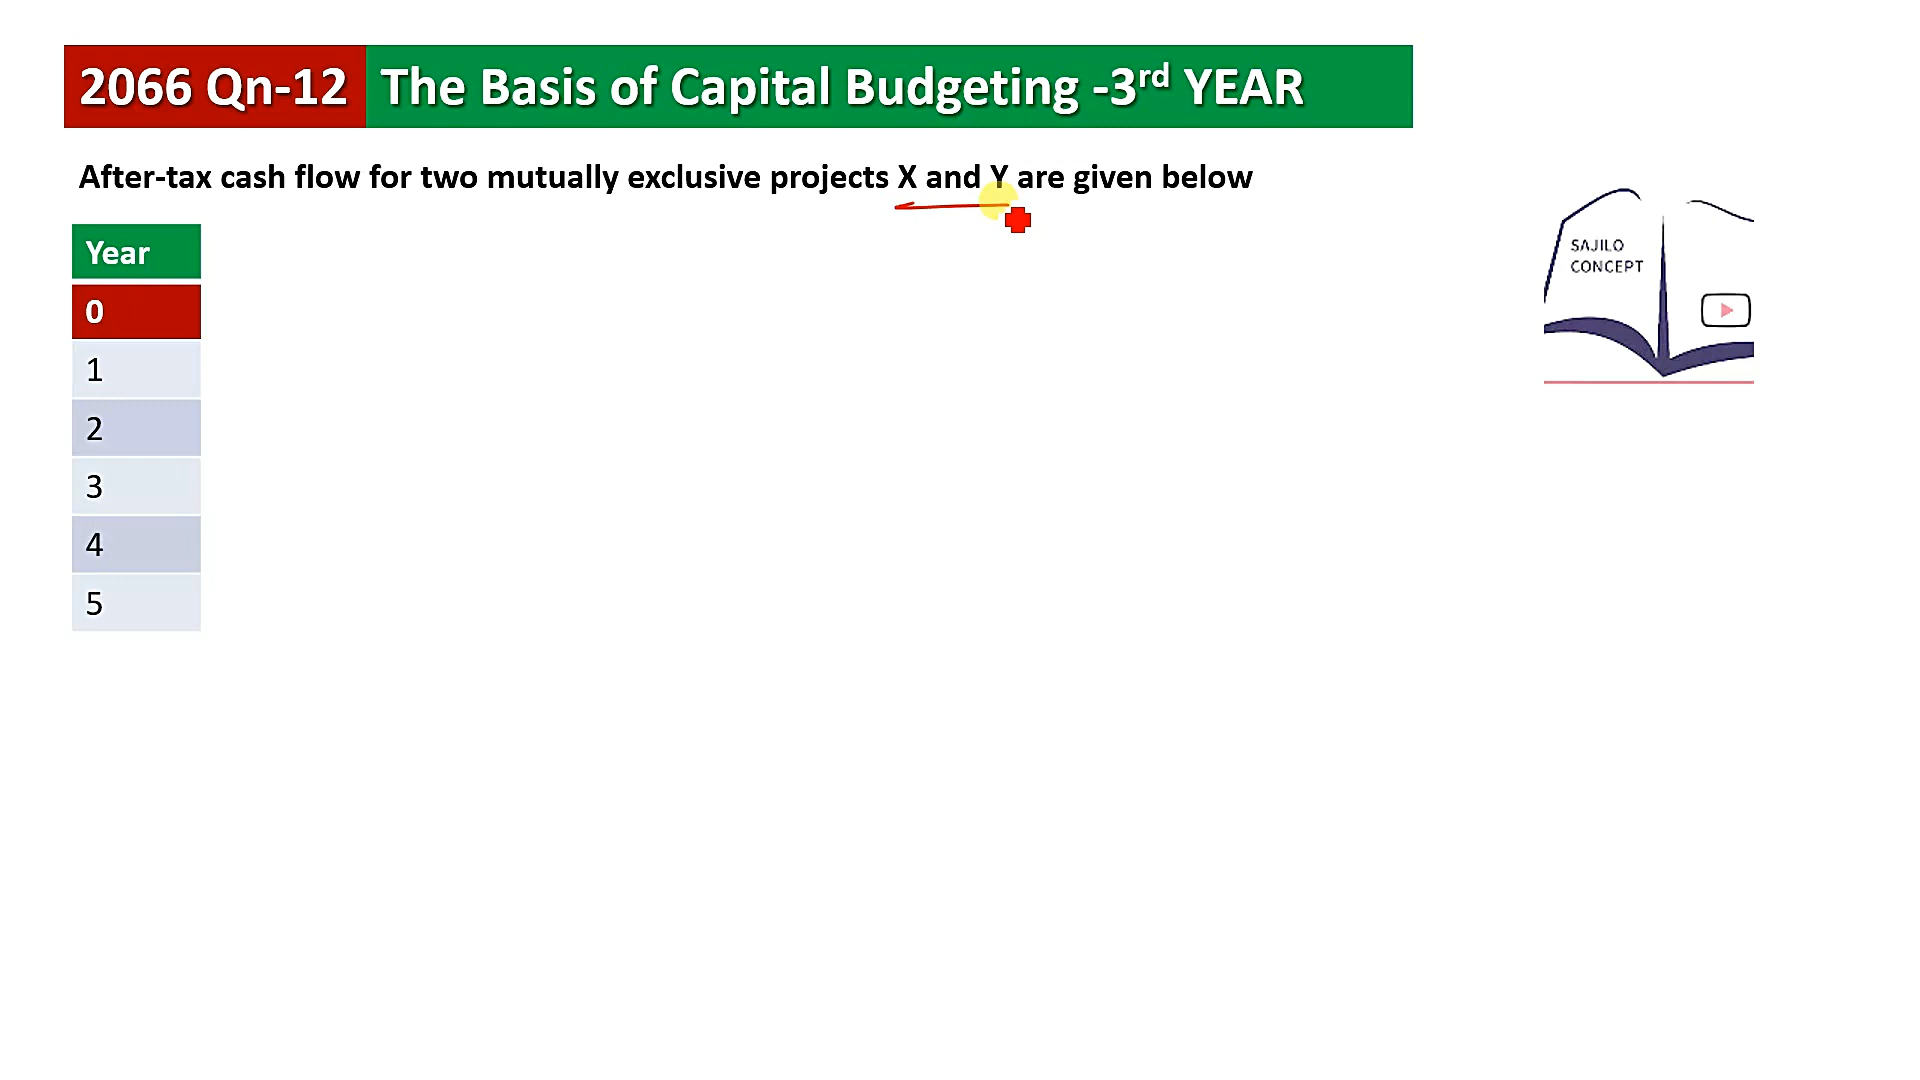 2066 Qn-12 The Basis of Capital Budgeting -3rd YEAR
After-tax cash flow for two mutually exclusive projects X and Y are given below
Year
0
1
2
3
4
5
SAJILO
CONCEPT